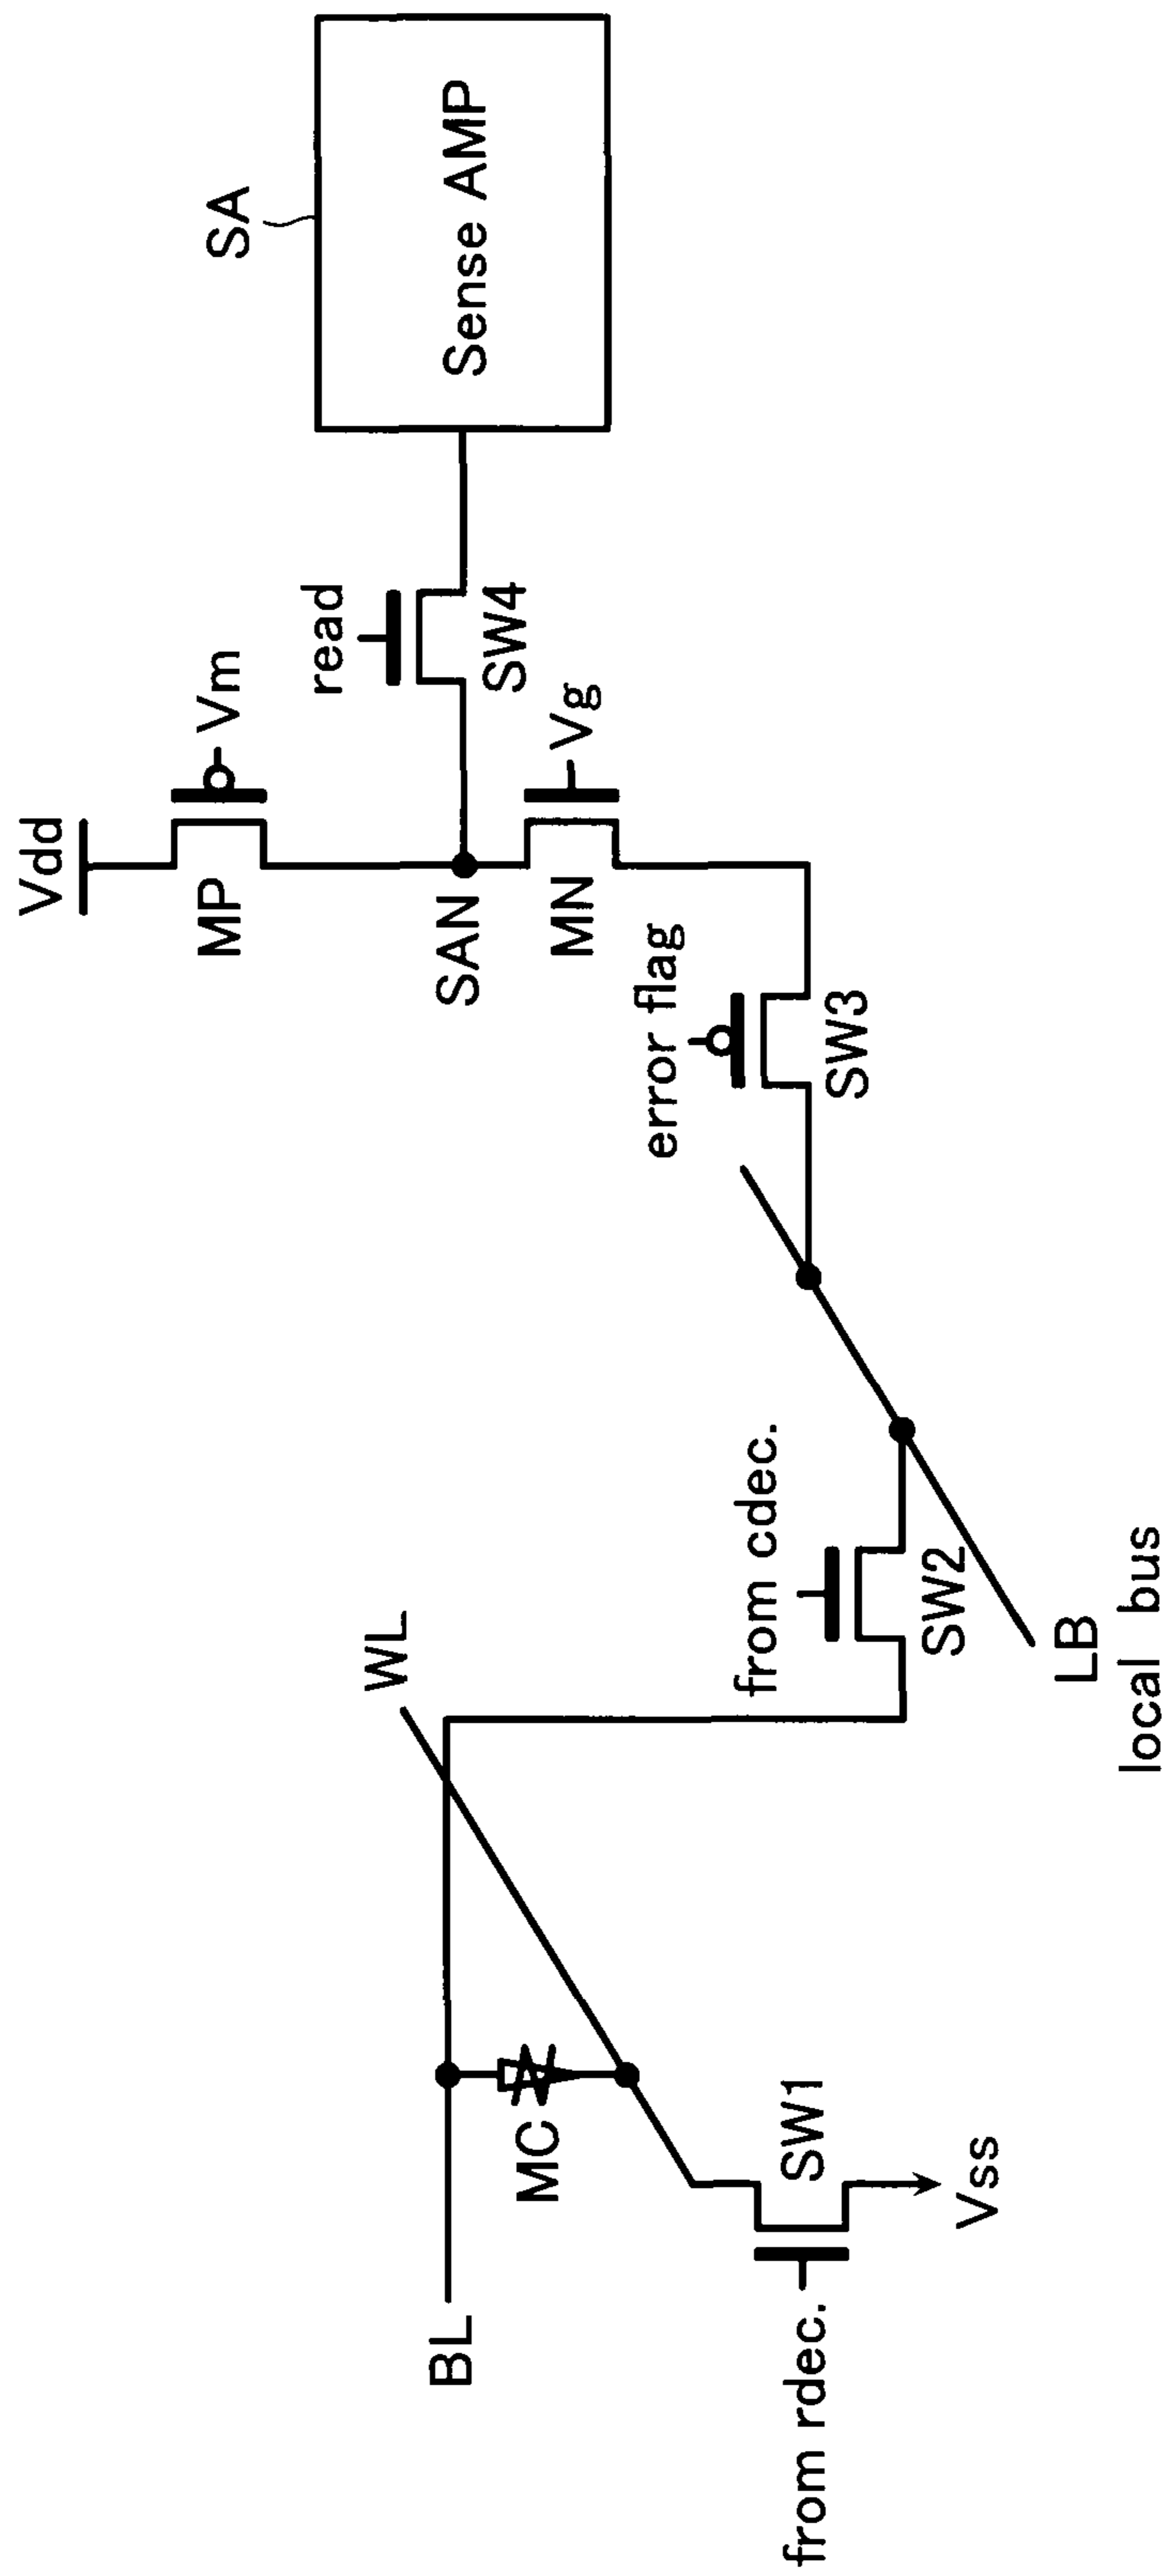 Vdd
MP
Vm
SA
Sense AMP
read
SW4
SAN
MN
Vg
error flag
SW3
WL
from cdec.
SW2
LB
local bus
BL
MC
SW1
Vss
from rdec.